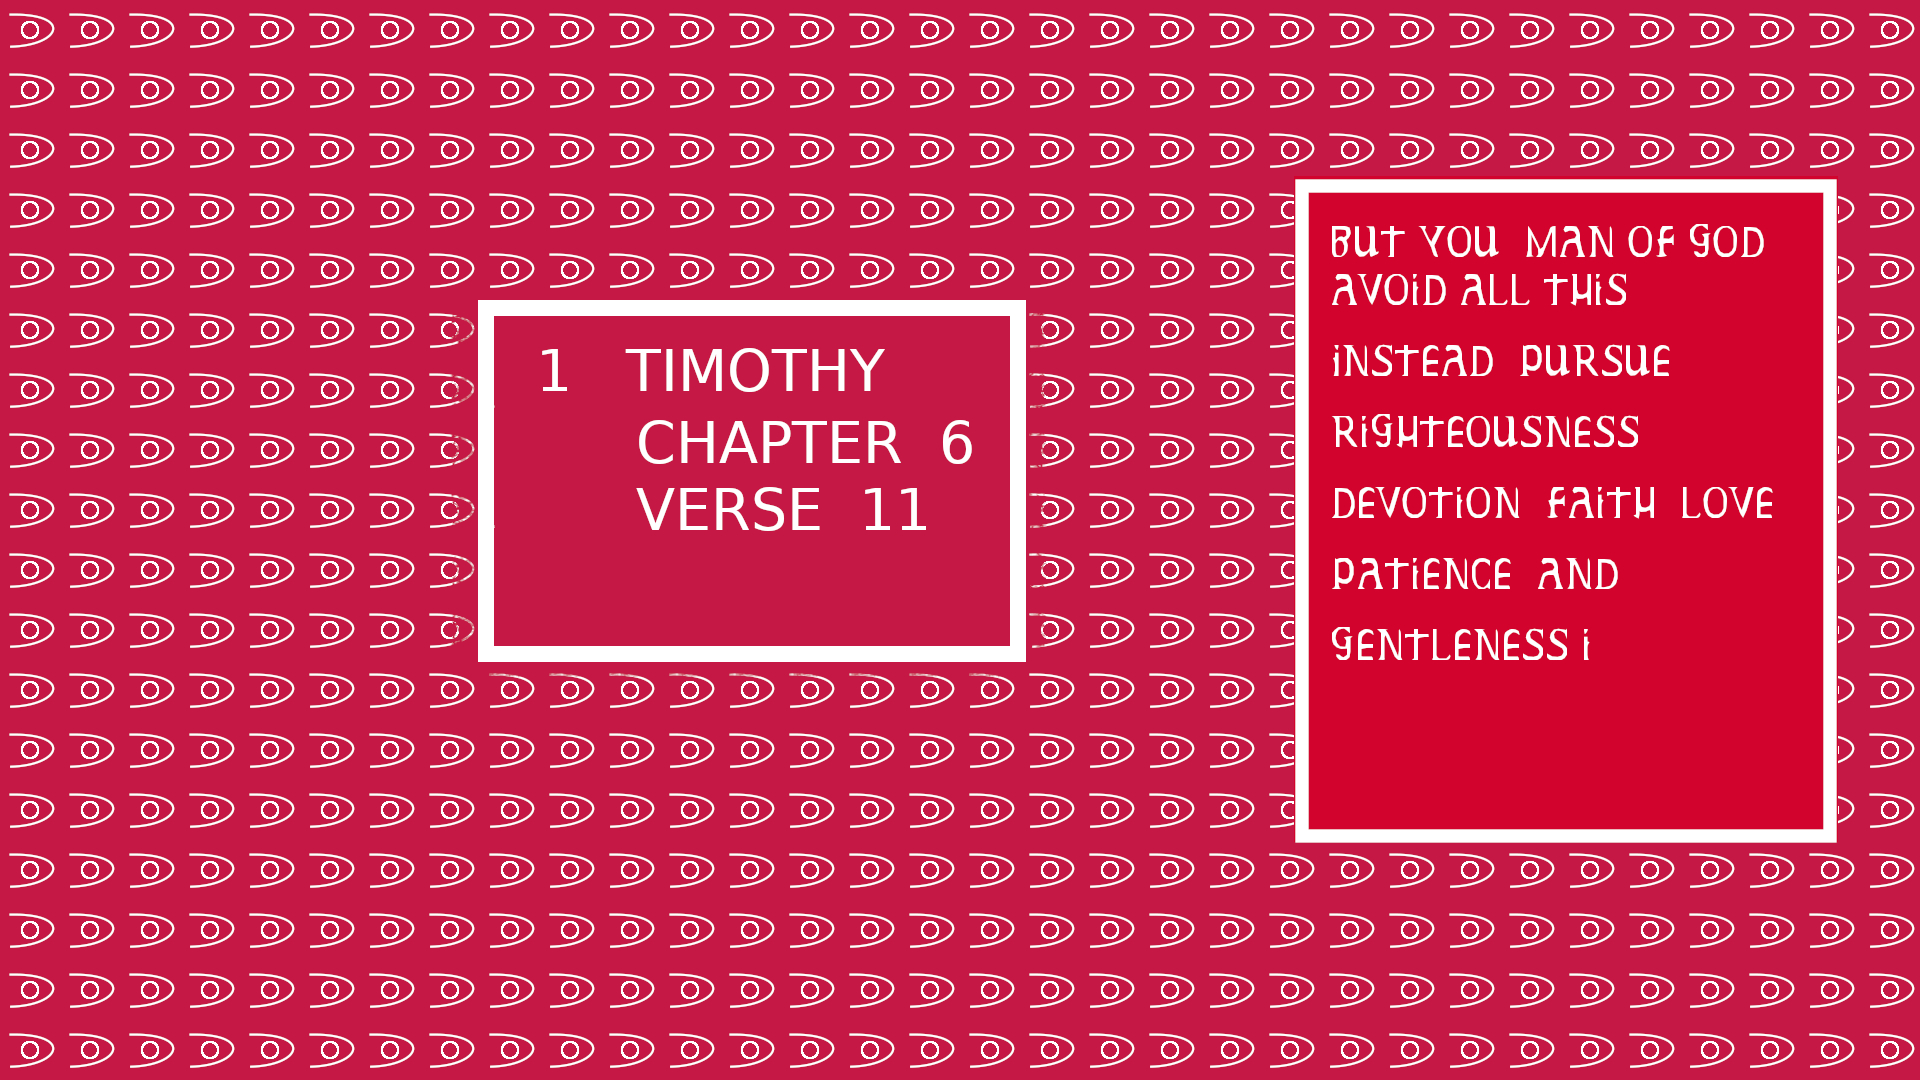 1 TIMOTHY
CHAPTER 6
VERSE 11
BUT YOU MAN OF GOD
AVOID ALL THIS
INSTEAD PURSUE
RIGHTEOUSNESS
DEVOTION FAITH LOVE
PATIENCE AND
GENTLENESS i